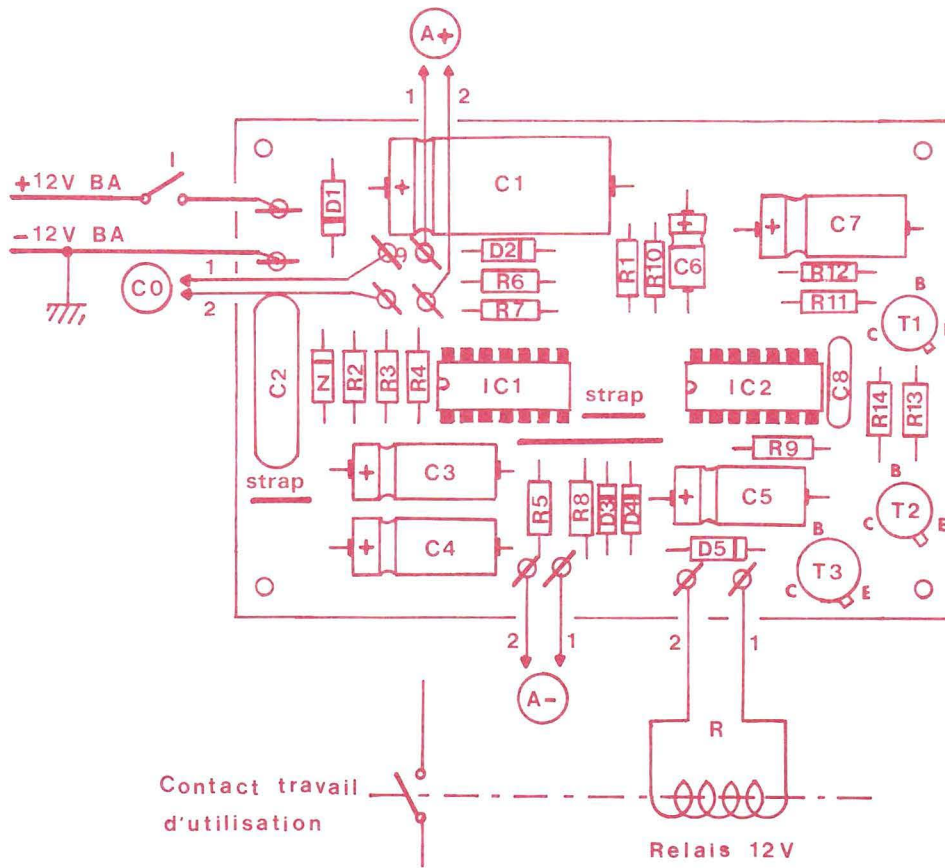 A+
1 2
I
+12V BA
-12V BA
1
CO
2
D1
+ C1
D2
R6
R7
R1
R10
+
C6
+ C7
R12
R11
B
C T1
C2
Z
R2
R3
R4
IC1
strap
IC2
C8
R14
R13
R9
strap
+ C3
+ C4
R5
R8
D3
D4
+ C5
D5
B
C T2 E
B
C T3 E
2 1
A-
2 1
R
Contact travail
d'utilisation
Relais 12V